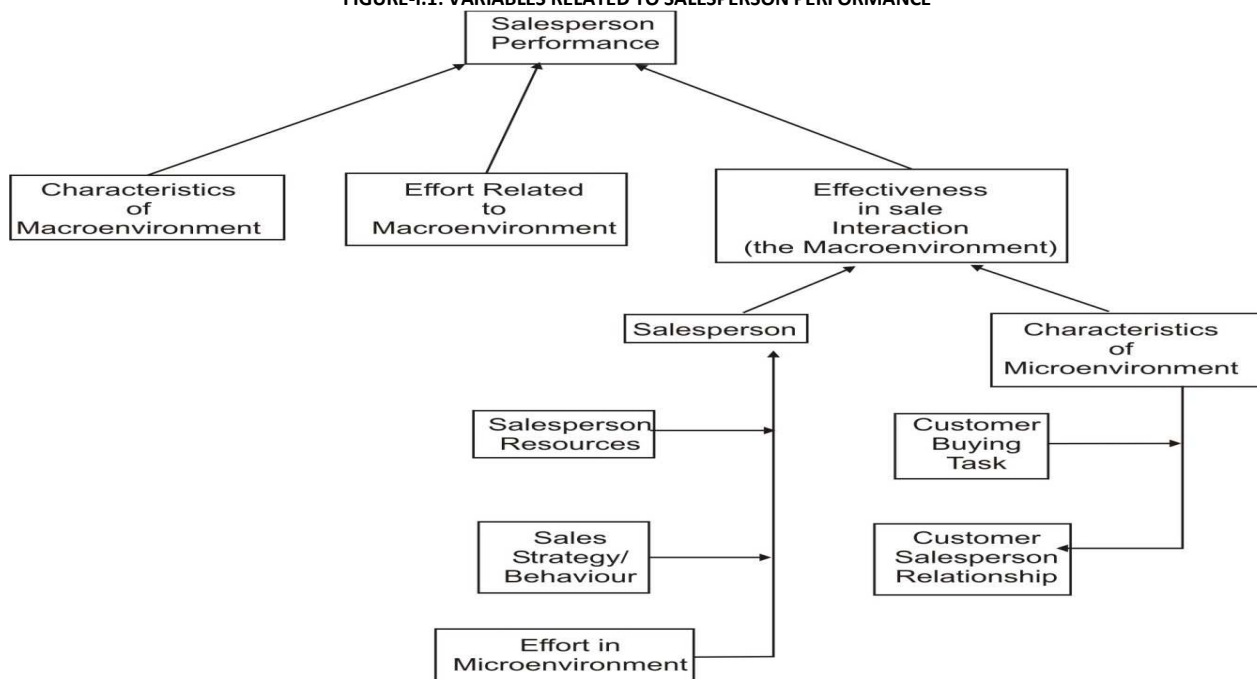 FIGURE-I.1: VARIABLES RELATED TO SALESPERSON PERFORMANCE
Salesperson
Performance
Characteristics
of
Macroenvironment
Effort Related
to
Macroenvironment
Effectiveness
in sale
Interaction
(the Macroenvironment)
Salesperson
Characteristics
of
Microenvironment
Salesperson
Resources
Customer
Buying
Task
Sales
Strategy/
Behaviour
Customer
Salesperson
Relationship
Effort in
Microenvironment